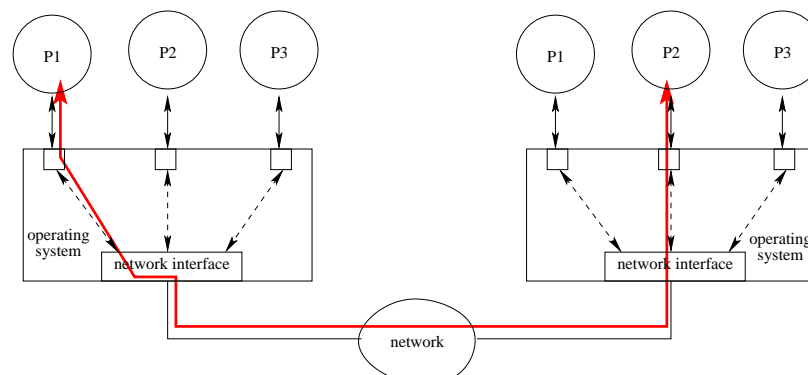 P1
P2
P3
P1
P2
P3
operating
system
network interface
network interface
operating
system
network